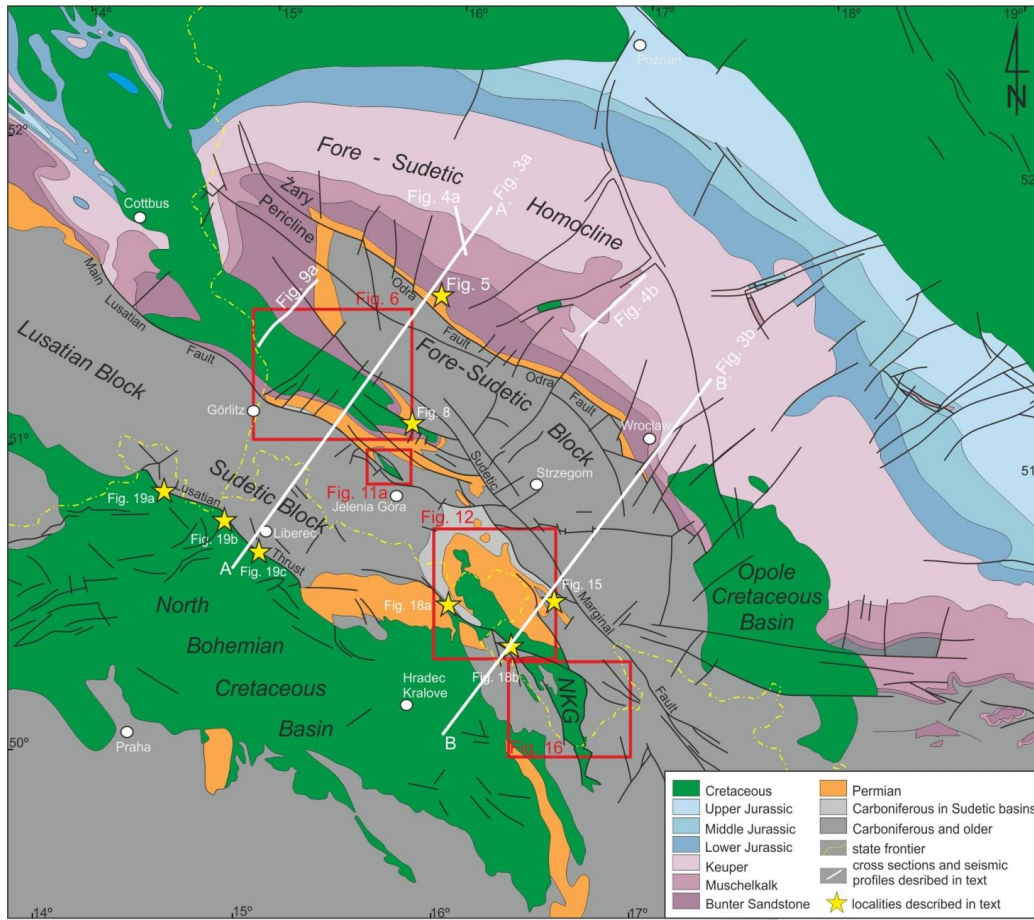 15°
16°
17°
18°
19°
Poznan
N
52°
52
Fore - Sudetic
Homocline
Fig. 3a
Fig. 4a
A'
Żary
Pericline
Cottbus
Fig. 9a
Fig. 6
Odra
Fig. 5
Fig. 4b
Main
Lusatian
Fault
Lusatian Block
Fault
Fore-Sudetic
Block
Odra
Fault
Fig. 3b
B'
Görlitz
Fig. 8
Wroclaw
51°
51
Sudetic
Strzegom
Sudetic Block
Fig. 11a
Jelenia Góra
Lusatian
Thrust
Fig. 19a
Fig. 19b
Liberec
Fig. 19c
A
Fig. 12
Fig. 15
Marginal
Fault
Fig. 18a
Opole
Cretaceous
Basin
North
Bohemian
Cretaceous
Basin
Hradec
Kralove
Fig. 18b
NKG
B
Fig. 16
50°
Praha
14°
15°
16°
17°
Cretaceous
Upper Jurassic
Middle Jurassic
Lower Jurassic
Keuper
Muschelkalk
Bunter Sandstone
Permian
Carboniferous in Sudetic basins
Carboniferous and older
state frontier
cross sections and seismic
profiles desribed in text
localities described in text